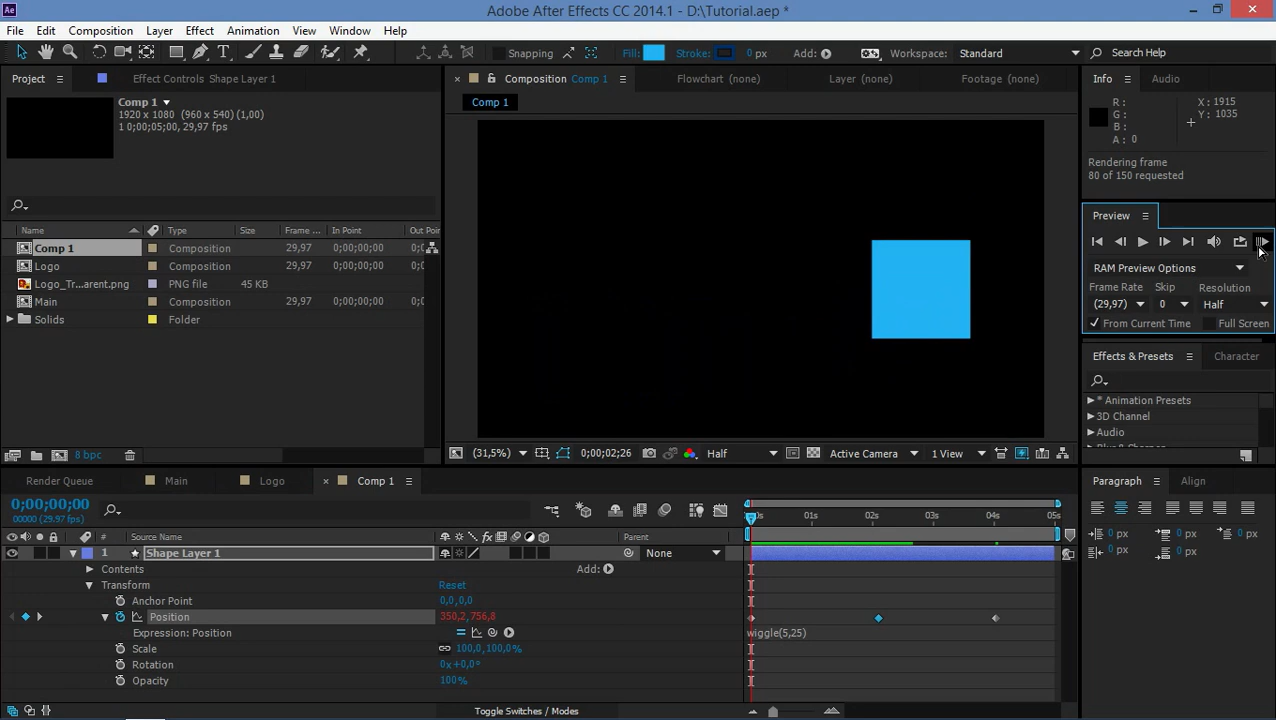 Adobe After Effects CC 2014.1 - D:\Tutorial.aep *
File Edit Composition Layer Effect Animation View Window Help
Snapping Fill: Stroke: 0 px Add: Workspace: Standard Search Help
Project Effect Controls Shape Layer 1
Comp 1
1920 x 1080 (960 x 540) (1,00)
1 0;00;05;00, 29,97 fps
Name Type Frame ... In Point Out Poi
Comp 1 Composition 29,97 0;00;00;00
Logo Composition 29,97 0;00;00;00
Logo_Tr...arent.png PNG file 45 KB
Main Composition 29,97 0;00;00;00
Solids Folder
8 bpc
Composition Comp 1 Flowchart (none) Layer (none) Footage (none)
Comp 1
(31,5%) 0;00;02;26 Half Active Camera 1 View
Info Audio
R : X : 1915
G : Y : 1035
B :
A : 0
Rendering frame
80 of 150 requested
Preview
RAM Preview Options
Frame Rate Skip Resolution
(29,97) 0 Half
From Current Time Full Screen
Effects & Presets Character
* Animation Presets
3D Channel
Audio
Paragraph Align
0 px 0 px 0 px
0 px 0 px
Render Queue Main Logo Comp 1
0;00;00;00
00000 (29.97 fps)
# Source Name Parent
1 Shape Layer 1 None
Contents Add:
Transform Reset
Anchor Point 0,0,0,0
Position 350,2,756,8
Expression: Position wiggle(5,25)
Scale 100,0,100,0%
Rotation 0x+0,0°
Opacity 100%
01s 02s 03s 04s 05s
Toggle Switches / Modes